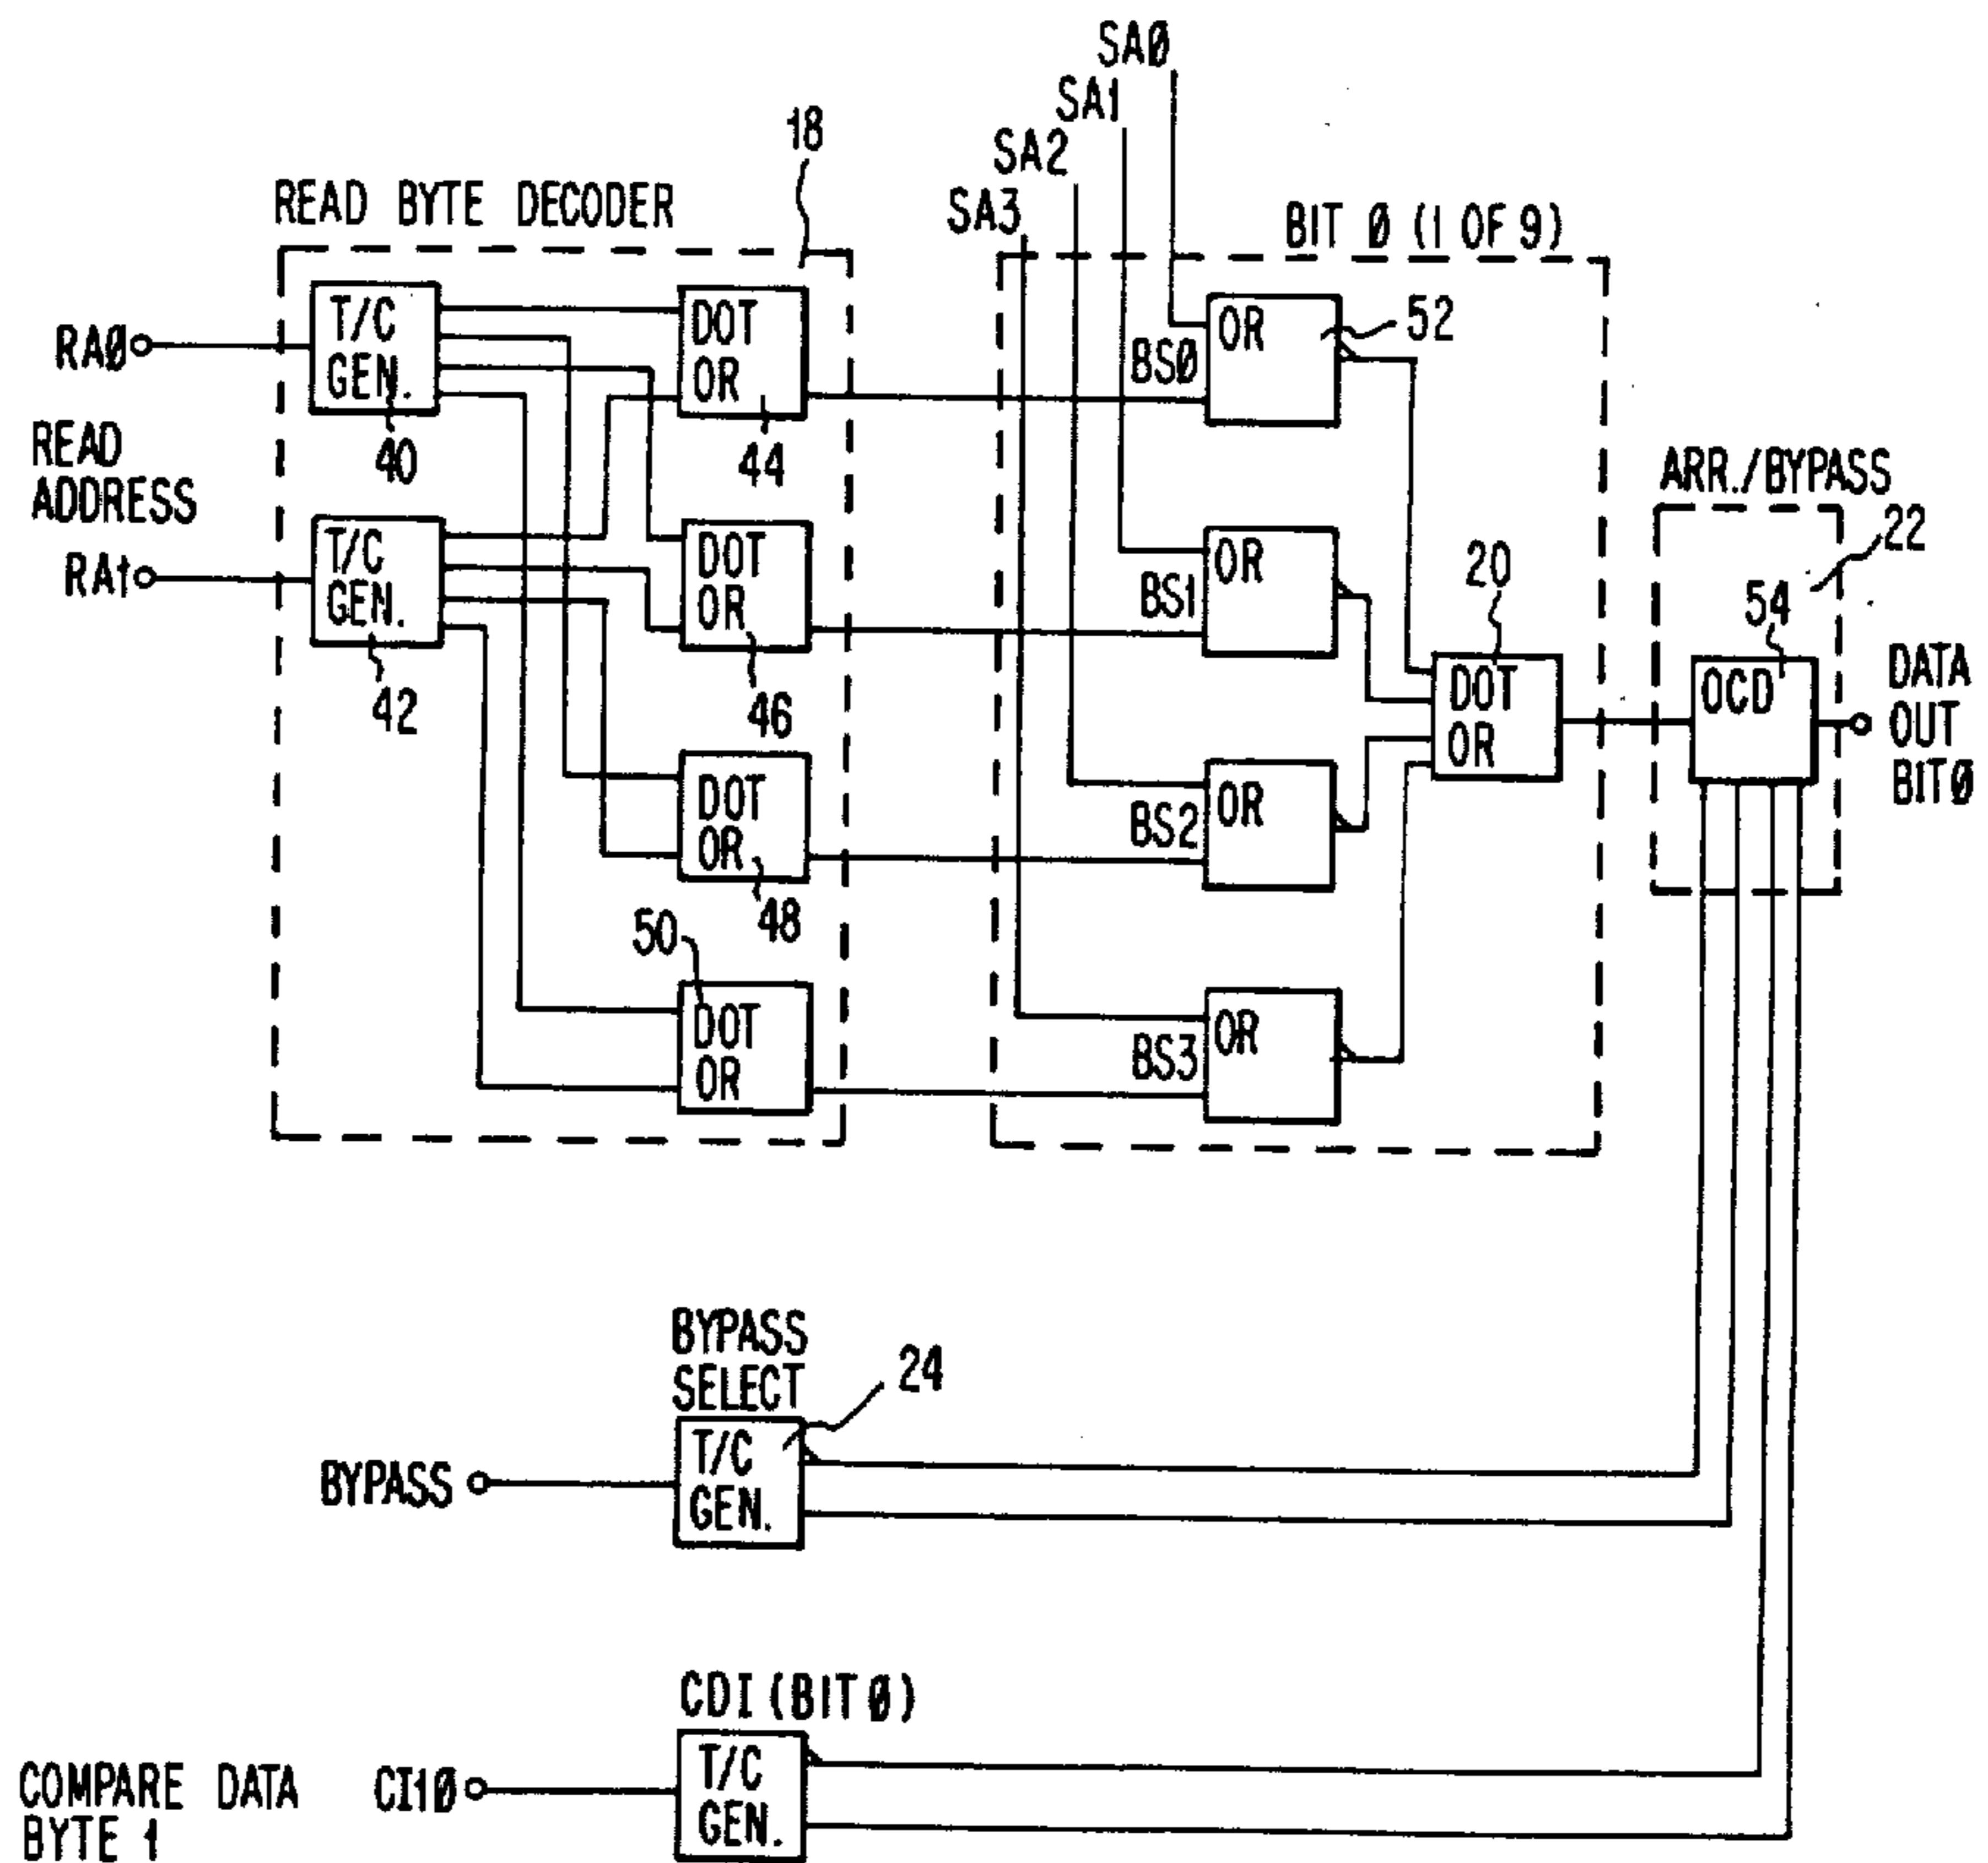 SAØ
SA1
SA2
SA3
18
READ BYTE DECODER
BIT Ø (1 OF 9)
RAØ
T/C
GEN.
40
DOT
OR
44
BSØ
OR
52
READ
ADDRESS
RA1
T/C
GEN.
42
DOT
OR
46
BS1
OR
20
DOT
OR
ARR./BYPASS
22
54
OCD
DATA
OUT
BITØ
DOT
OR
48
BS2
OR
50
DOT
OR
BS3
OR
BYPASS
SELECT
24
BYPASS
T/C
GEN.
CDI (BIT Ø)
COMPARE DATA
BYTE 1
CI1Ø
T/C
GEN.